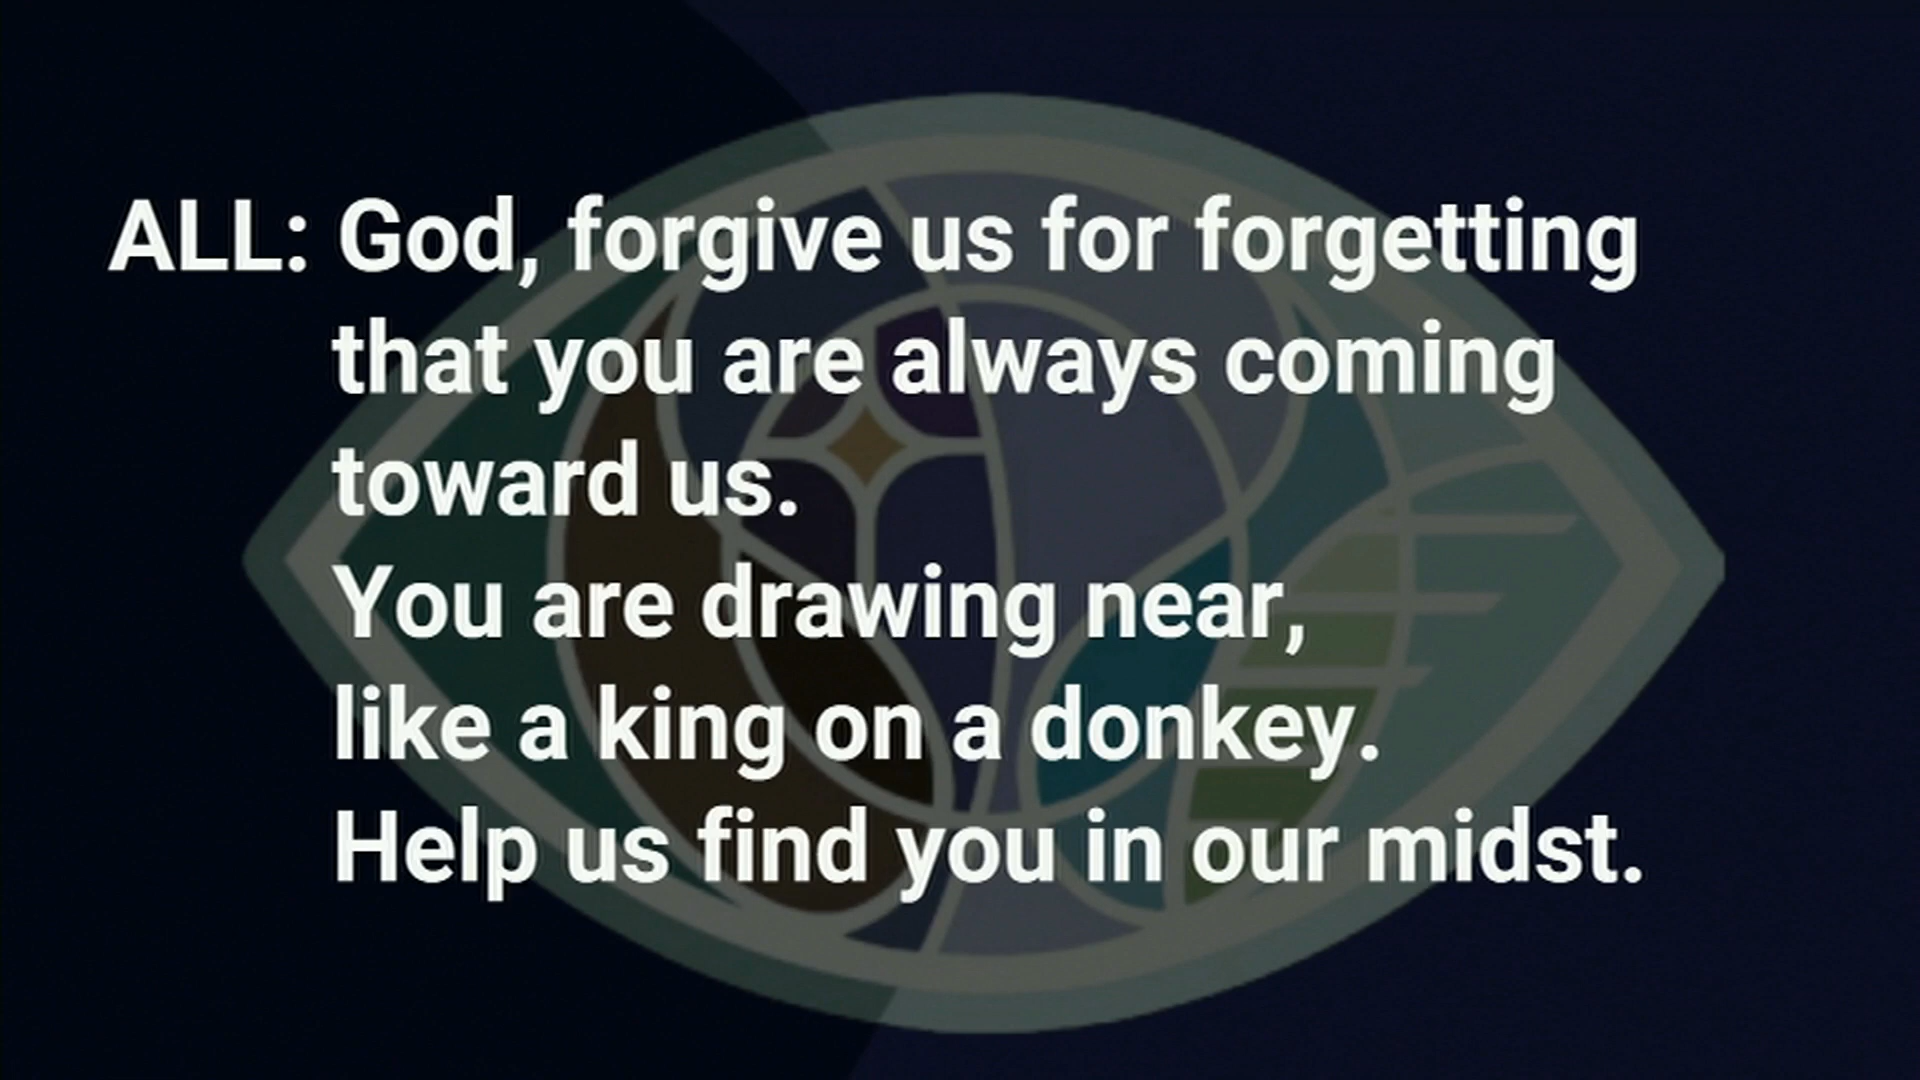 ALL: God, forgive us for forgetting
that you are always coming
toward us.
You are drawing near,
like a king on a donkey.
Help us find you in our midst.